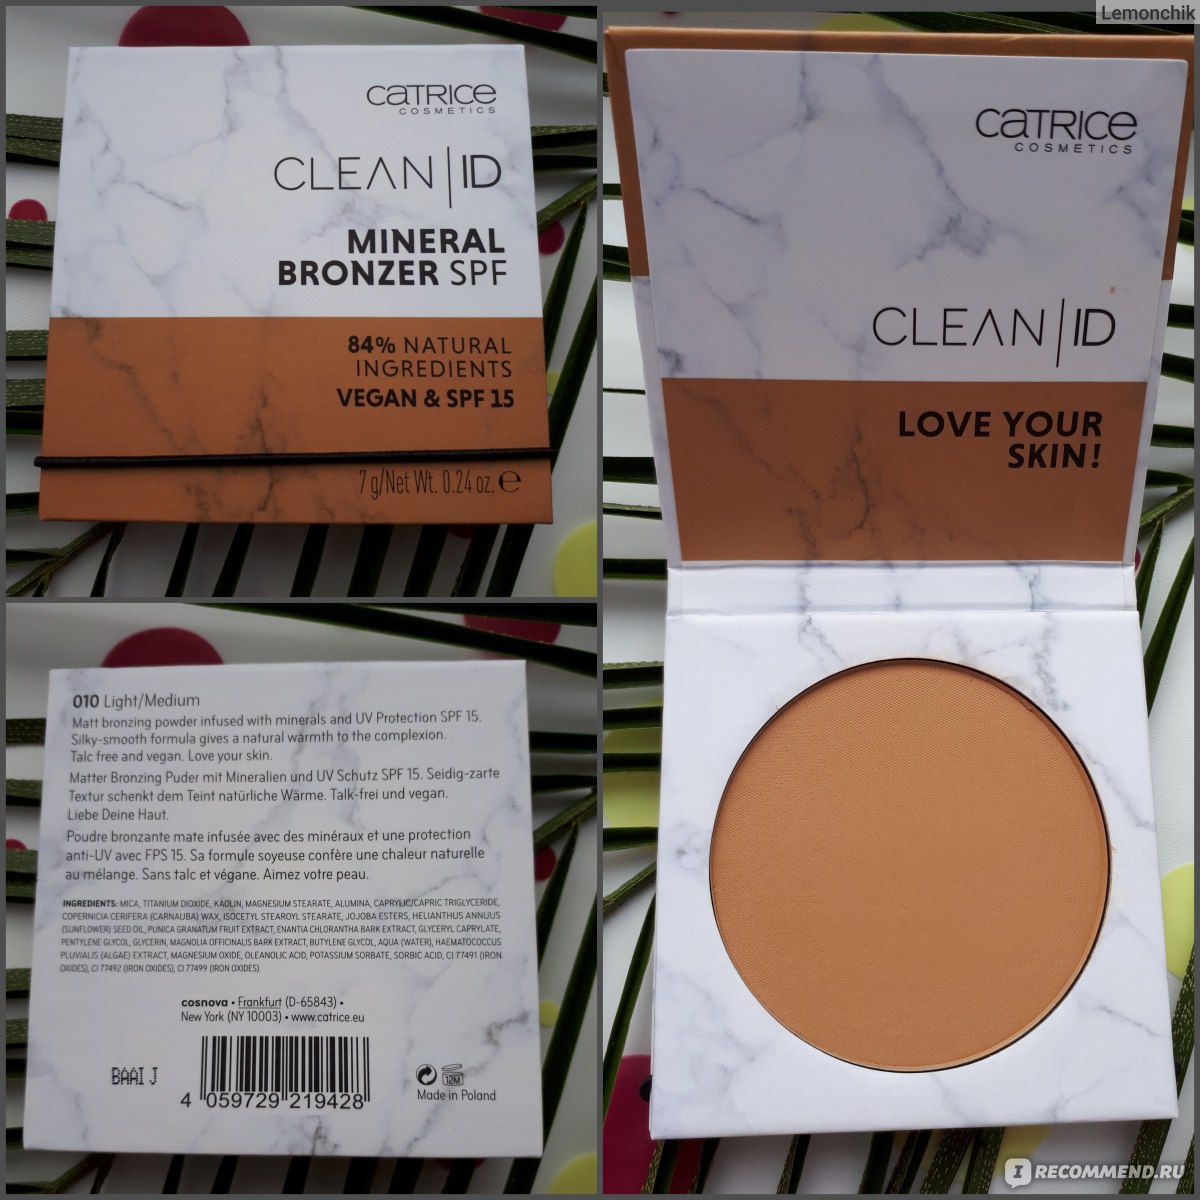 CATRICE
COSMETICS
CLEAN|ID
MINERAL
BRONZER SPF
84% NATURAL
INGREDIENTS
VEGAN & SPF 15
7 g/Net Wt. 0.24 oz. ℮
010 Light/Medium
Matt bronzing powder infused with minerals and UV Protection SPF 15.
Silky-smooth formula gives a natural warmth to the complexion.
Talc free and vegan. Love your skin.
Matter Bronzing Puder mit Mineralien und UV Schutz SPF 15. Seidig-zarte
Textur schenkt dem Teint natürliche Wärme. Talk-frei und vegan.
Liebe Deine Haut.
Poudre bronzante mate infusée avec des minéraux et une protection
anti-UV avec FPS 15. Sa formule soyeuse confère une chaleur naturelle
au mélange. Sans talc et végane. Aimez votre peau.
INGREDIENTS: MICA, TITANIUM DIOXIDE, KAOLIN, MAGNESIUM STEARATE, ALUMINA, CAPRYLIC/CAPRIC TRIGLYCERIDE,
COPERNICIA CERIFERA (CARNAUBA) WAX, ISOCETYL STEAROYL STEARATE, JOJOBA ESTERS, HELIANTHUS ANNUUS
(SUNFLOWER) SEED OIL, PUNICA GRANATUM FRUIT EXTRACT, ENANTIA CHLORANTHA BARK EXTRACT, GLYCERYL CAPRYLATE,
PENTYLENE GLYCOL, GLYCERIN, MAGNOLIA OFFICINALIS BARK EXTRACT, BUTYLENE GLYCOL, AQUA (WATER), HAEMATOCOCCUS
PLUVIALIS (ALGAE) EXTRACT, MAGNESIUM OXIDE, OLEANOLIC ACID, POTASSIUM SORBATE, SORBIC ACID, CI 77491 (IRON
OXIDES), CI 77492 (IRON OXIDES), CI 77499 (IRON OXIDES).
cosnova • Frankfurt (D-65843) •
New York (NY 10003) • www.catrice.eu
BAAI J
4 059729 219428
12M
Made in Poland
Lemonchik
CATRICE
COSMETICS
CLEAN|ID
LOVE YOUR
SKIN!
IRECOMMEND.RU